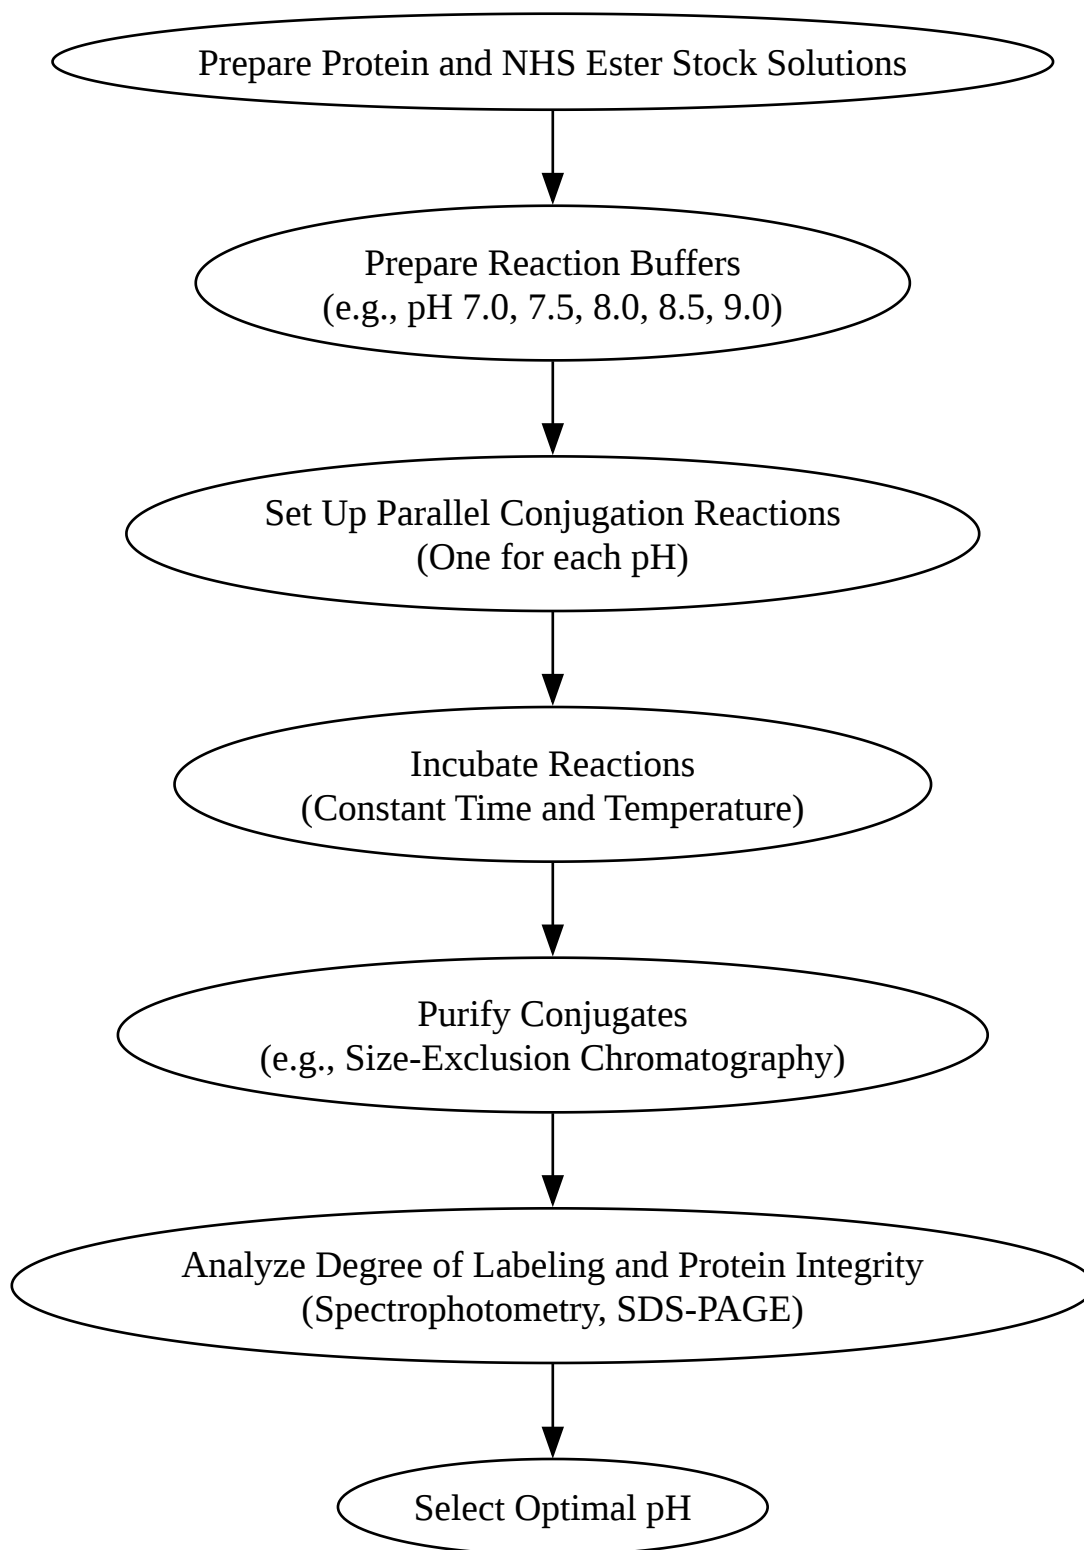 Prepare Protein and NHS Ester Stock Solutions
Prepare Reaction Buffers
(e.g., pH 7.0, 7.5, 8.0, 8.5, 9.0)
Set Up Parallel Conjugation Reactions
(One for each pH)
Incubate Reactions
(Constant Time and Temperature)
Purify Conjugates
(e.g., Size-Exclusion Chromatography)
Analyze Degree of Labeling and Protein Integrity
(Spectrophotometry, SDS-PAGE)
Select Optimal pH